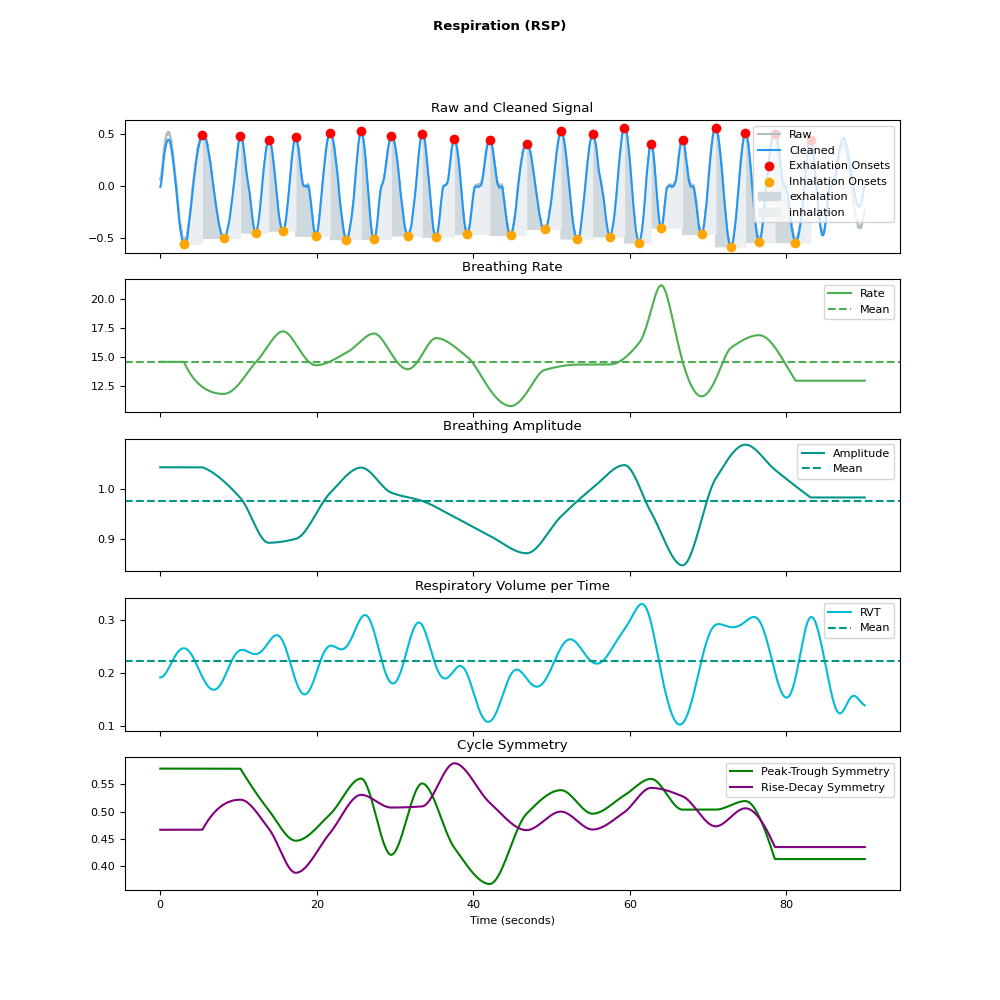 Respiration (RSP)
Raw and Cleaned Signal
0.5
0.0
−0.5
Raw
Cleaned
Exhalation Onsets
Inhalation Onsets
exhalation
inhalation
Breathing Rate
20.0
17.5
15.0
12.5
Rate
Mean
Breathing Amplitude
1.0
0.9
Amplitude
Mean
Respiratory Volume per Time
0.3
0.2
0.1
RVT
Mean
Cycle Symmetry
0.55
0.50
0.45
0.40
Peak-Trough Symmetry
Rise-Decay Symmetry
0 20 40 60 80
Time (seconds)